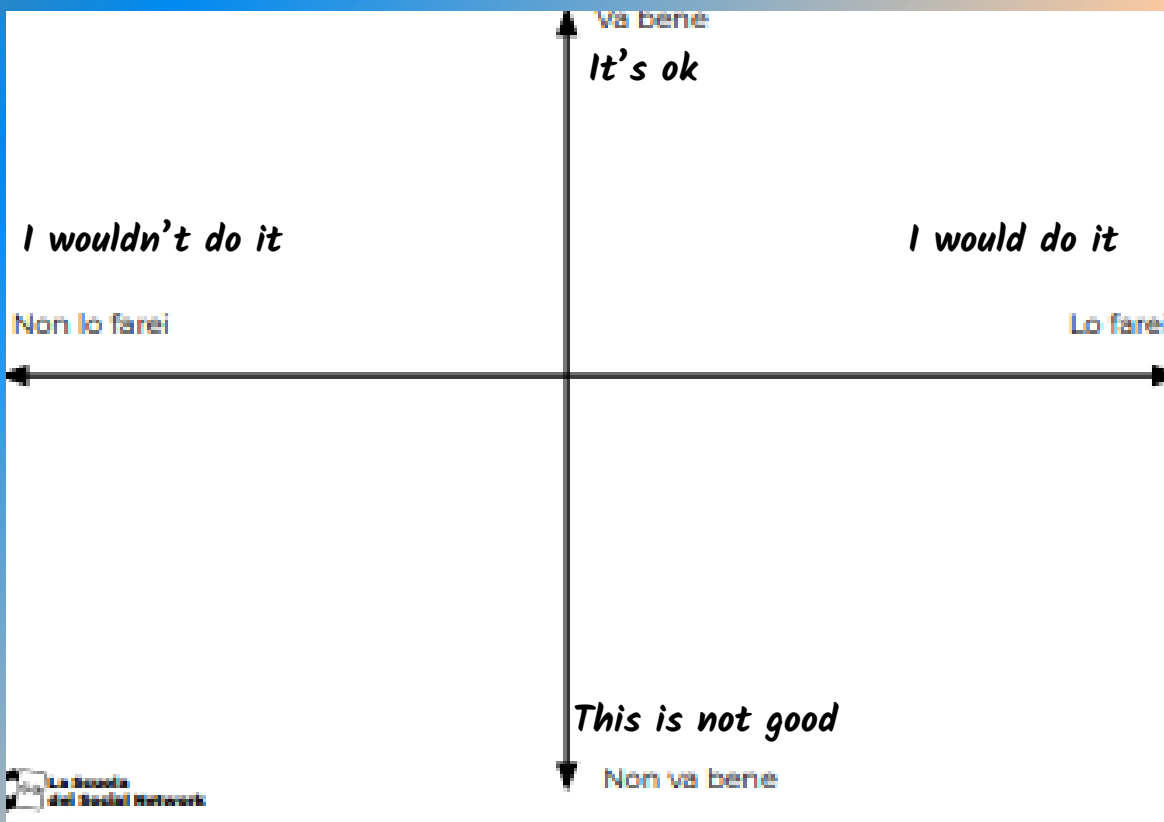 Va bene
It's ok
I wouldn't do it
I would do it
Non lo farei
Lo farei
This is not good
Non va bene
La Scuola
del Social Network